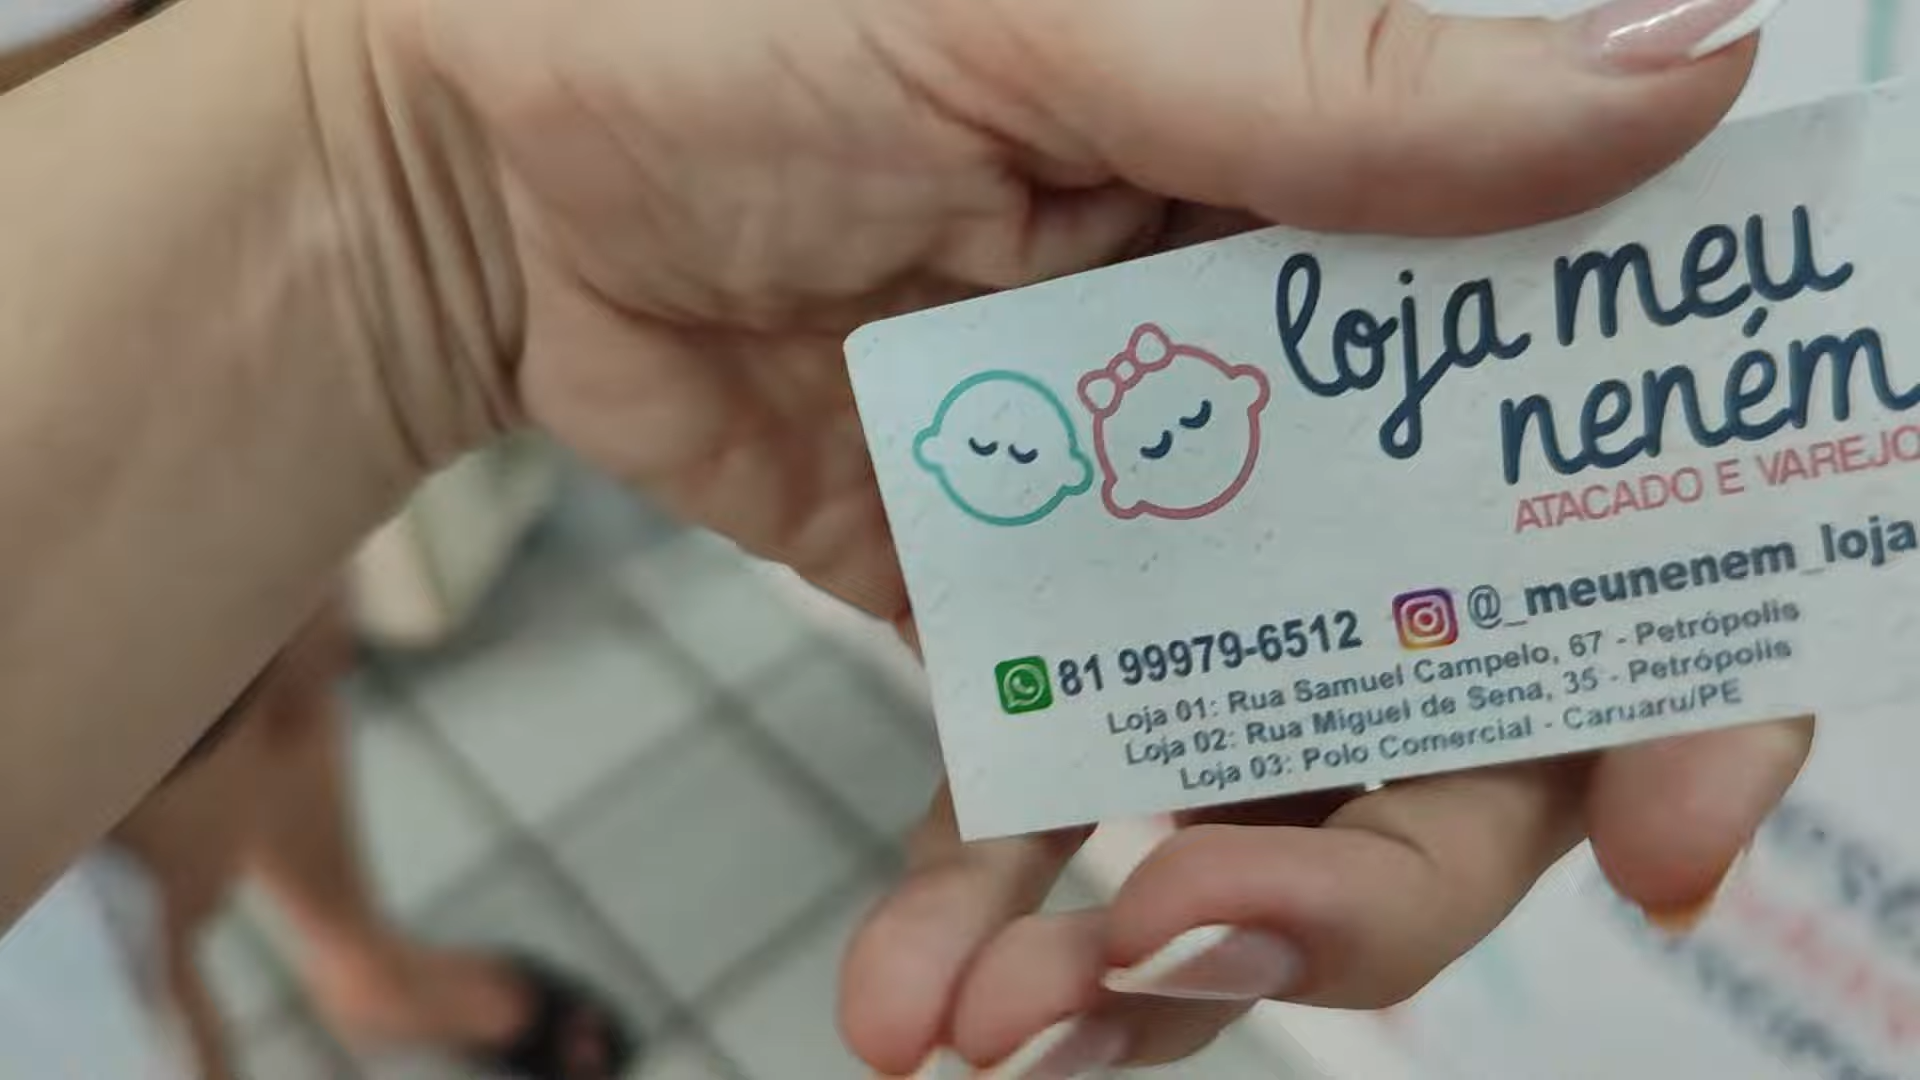 loja meu
neném
ATACADO E VAREJO
81 99979-6512 @_meunenem_loja
Loja 01: Rua Samuel Campelo, 67 - Petrópolis
Loja 02: Rua Miguel de Sena, 35 - Petrópolis
Loja 03: Polo Comercial - Caruaru/PE